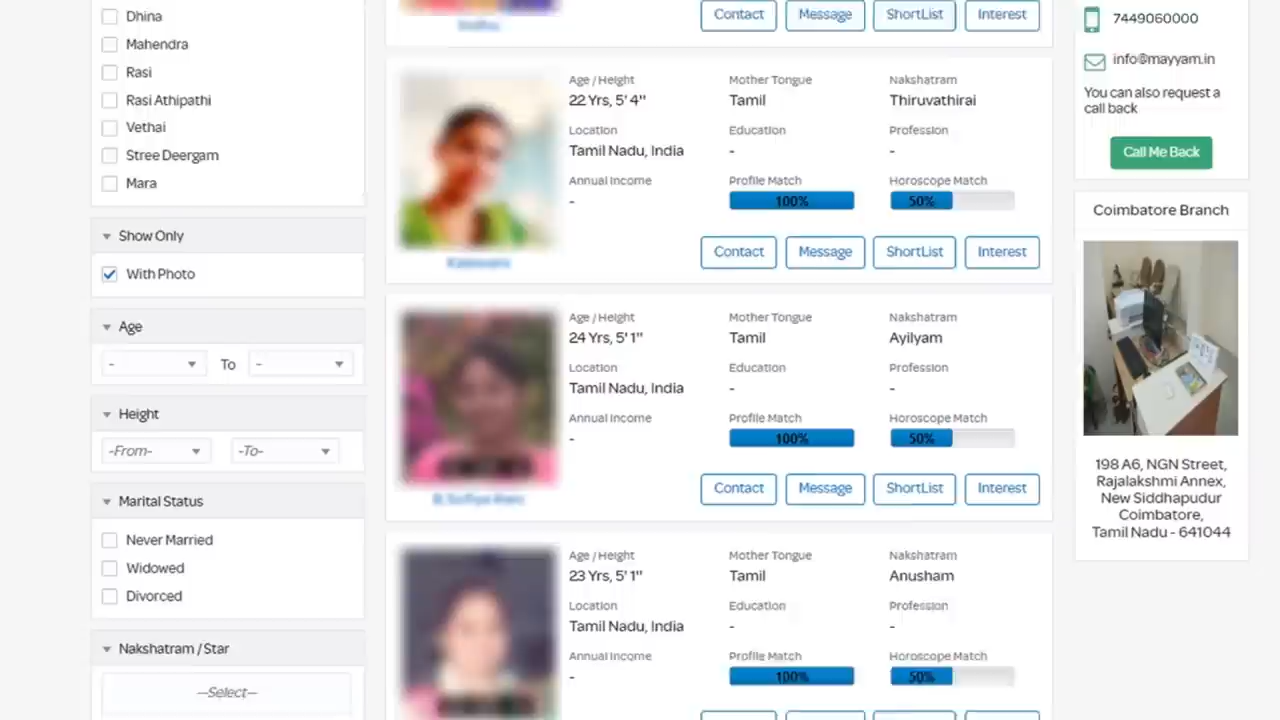 Dhina
Mahendra
Rasi
Rasi Athipathi
Vethai
Stree Deergam
Mara
Show Only
With Photo
Age
- To -
Height
-From- -To-
Marital Status
Never Married
Widowed
Divorced
Nakshatram / Star
--Select--
Contact Message ShortList Interest
Age / Height Mother Tongue Nakshatram
22 Yrs, 5' 4" Tamil Thiruvathirai
Location Education Profession
Tamil Nadu, India - -
Annual Income Profile Match Horoscope Match
- 100% 50%
Contact Message ShortList Interest
Age / Height Mother Tongue Nakshatram
24 Yrs, 5' 1" Tamil Ayilyam
Location Education Profession
Tamil Nadu, India - -
Annual Income Profile Match Horoscope Match
- 100% 50%
Contact Message ShortList Interest
Age / Height Mother Tongue Nakshatram
23 Yrs, 5' 1" Tamil Anusham
Location Education Profession
Tamil Nadu, India - -
Annual Income Profile Match Horoscope Match
- 100% 50%
7449060000
info@mayyam.in
You can also request a
call back
Call Me Back
Coimbatore Branch
198 A6, NGN Street,
Rajalakshmi Annex,
New Siddhapudur
Coimbatore,
Tamil Nadu - 641044